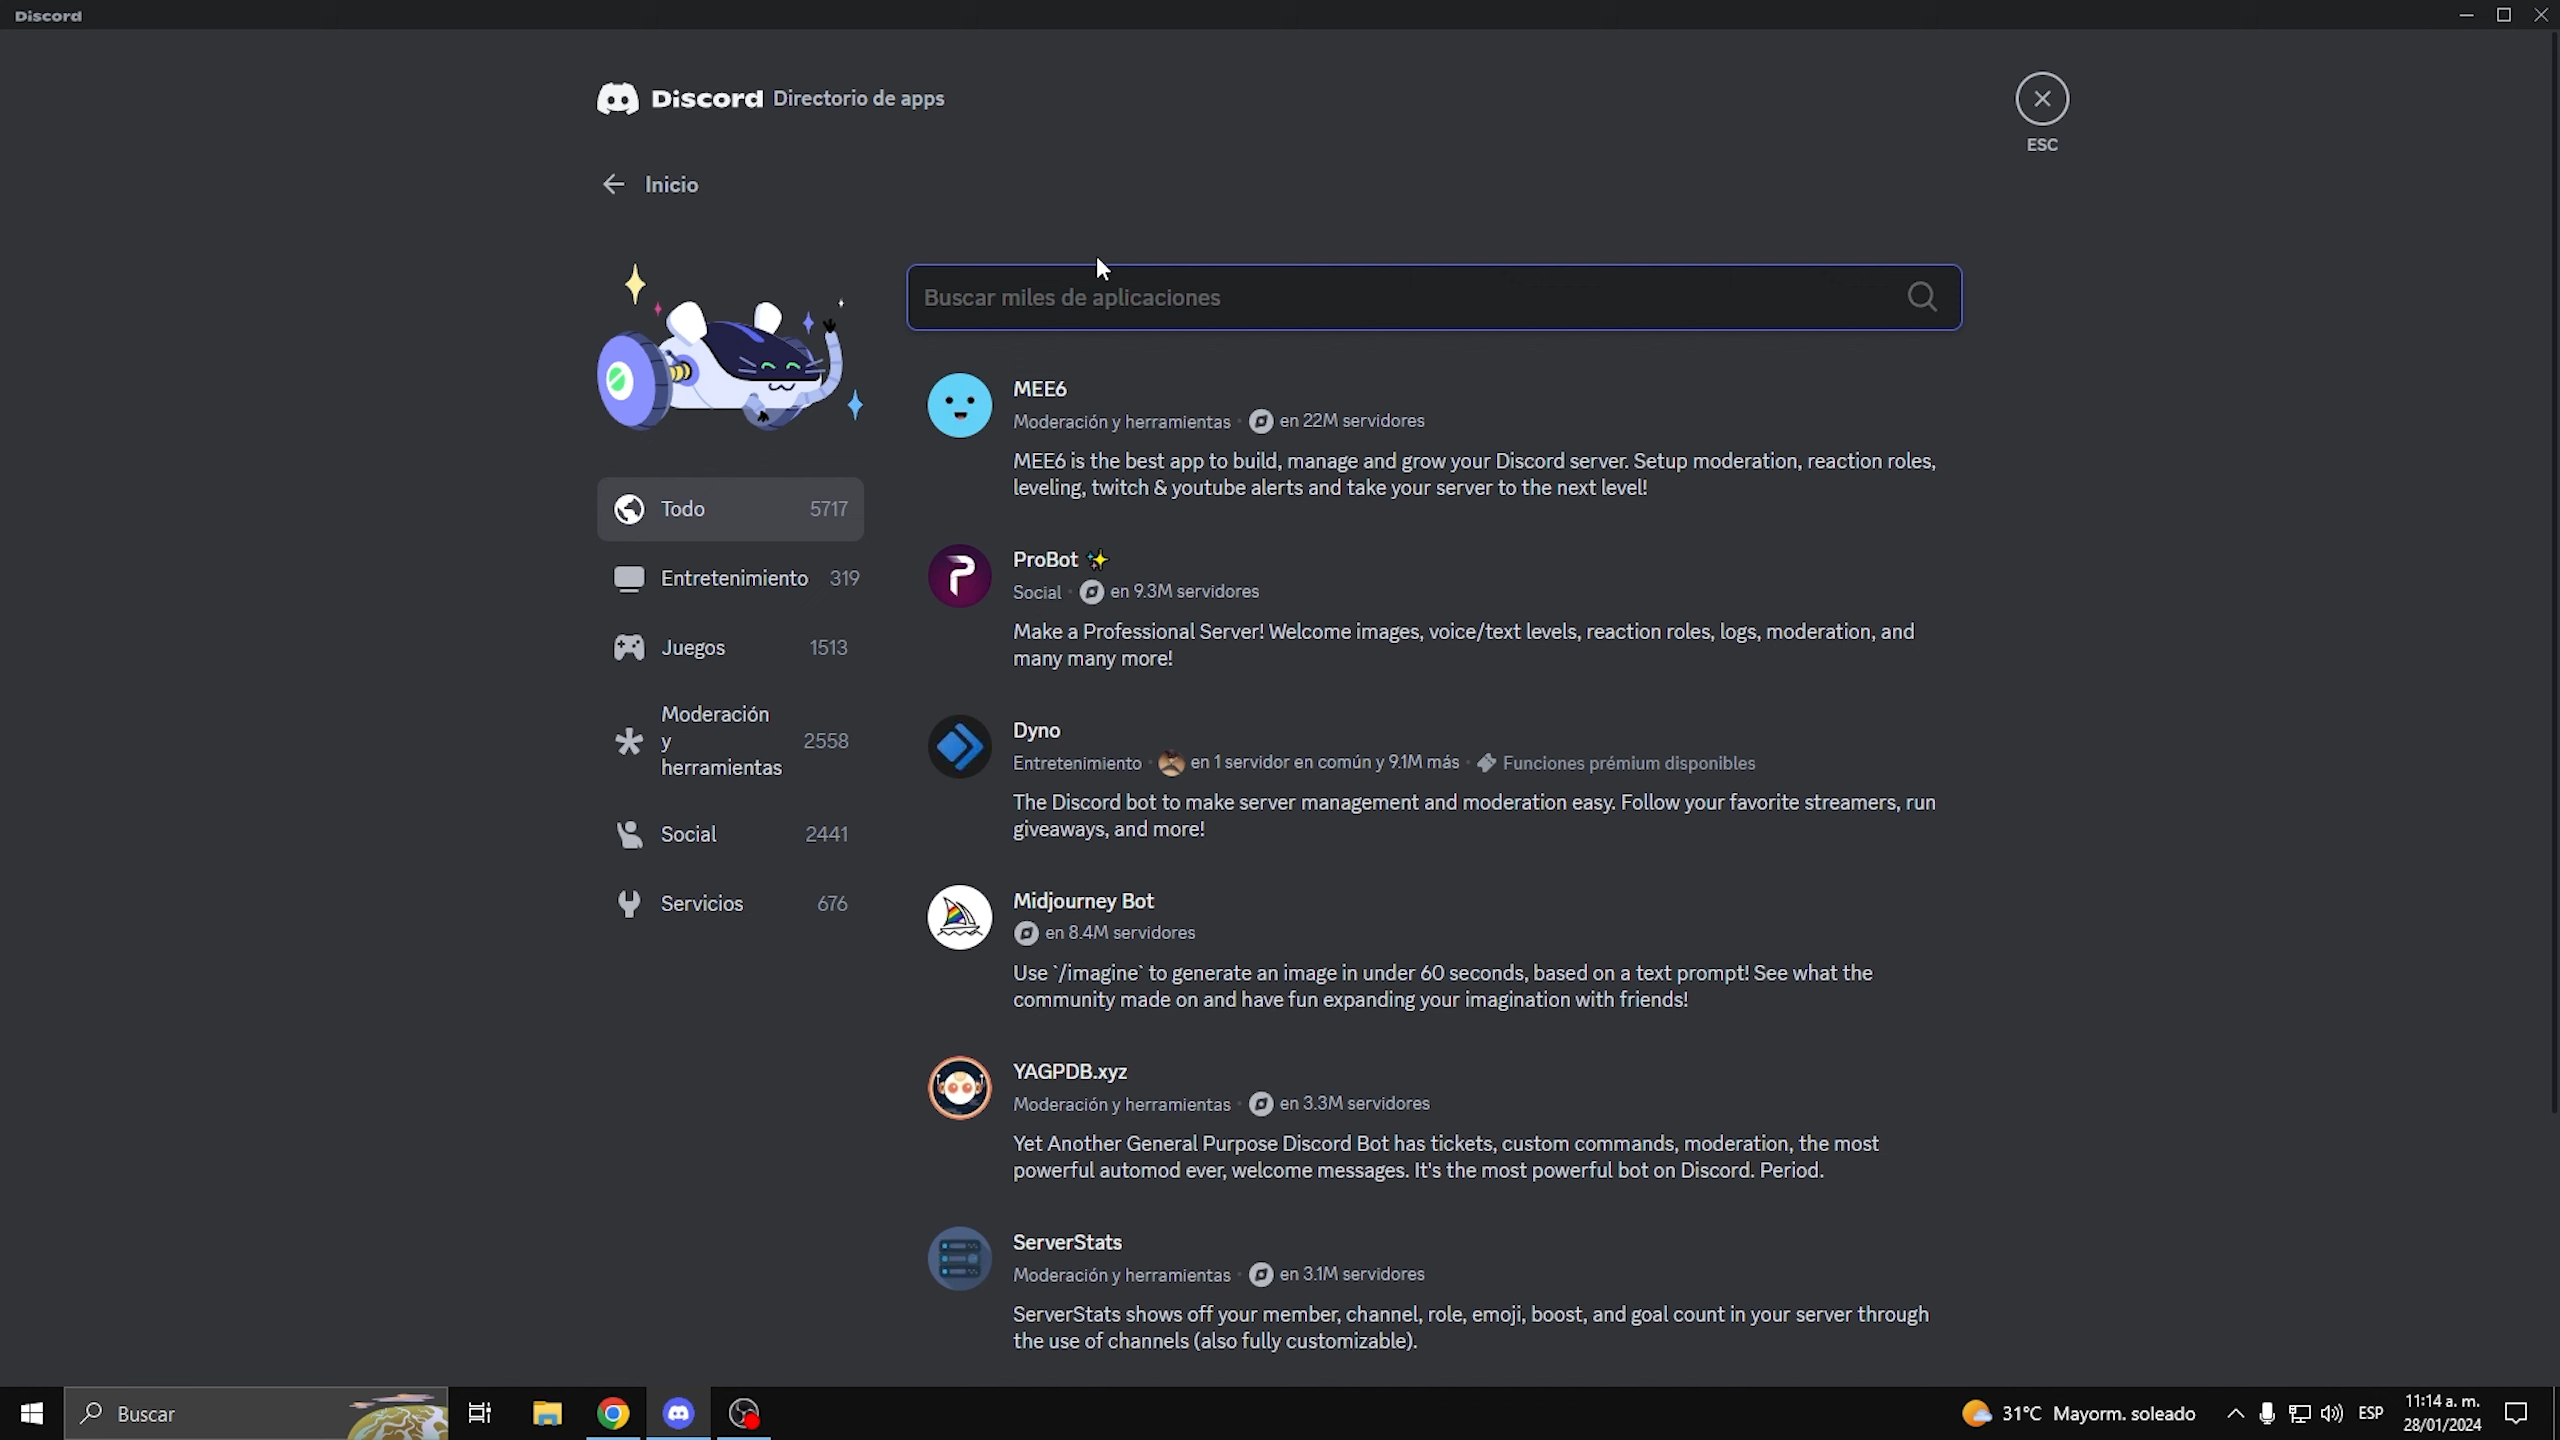 Discord
Discord Directorio de apps
ESC
Inicio
Buscar miles de aplicaciones
Todo 5717
Entretenimiento 319
Juegos 1513
Moderación
y
herramientas
2558
Social 2441
Servicios 676
MEE6
Moderación y herramientas en 22M servidores
MEE6 is the best app to build, manage and grow your Discord server. Setup moderation, reaction roles,
leveling, twitch & youtube alerts and take your server to the next level!
ProBot ✨
Social en 9.3M servidores
Make a Professional Server! Welcome images, voice/text levels, reaction roles, logs, moderation, and
many many more!
Dyno
Entretenimiento en 1 servidor en común y 9.1M más Funciones prémium disponibles
The Discord bot to make server management and moderation easy. Follow your favorite streamers, run
giveaways, and more!
Midjourney Bot
en 8.4M servidores
Use `/imagine` to generate an image in under 60 seconds, based on a text prompt! See what the
community made on and have fun expanding your imagination with friends!
YAGPDB.xyz
Moderación y herramientas en 3.3M servidores
Yet Another General Purpose Discord Bot has tickets, custom commands, moderation, the most
powerful automod ever, welcome messages. It's the most powerful bot on Discord. Period.
ServerStats
Moderación y herramientas en 3.1M servidores
ServerStats shows off your member, channel, role, emoji, boost, and goal count in your server through
the use of channels (also fully customizable).
Buscar
31°C Mayorm. soleado
ESP
11:14 a. m.
28/01/2024